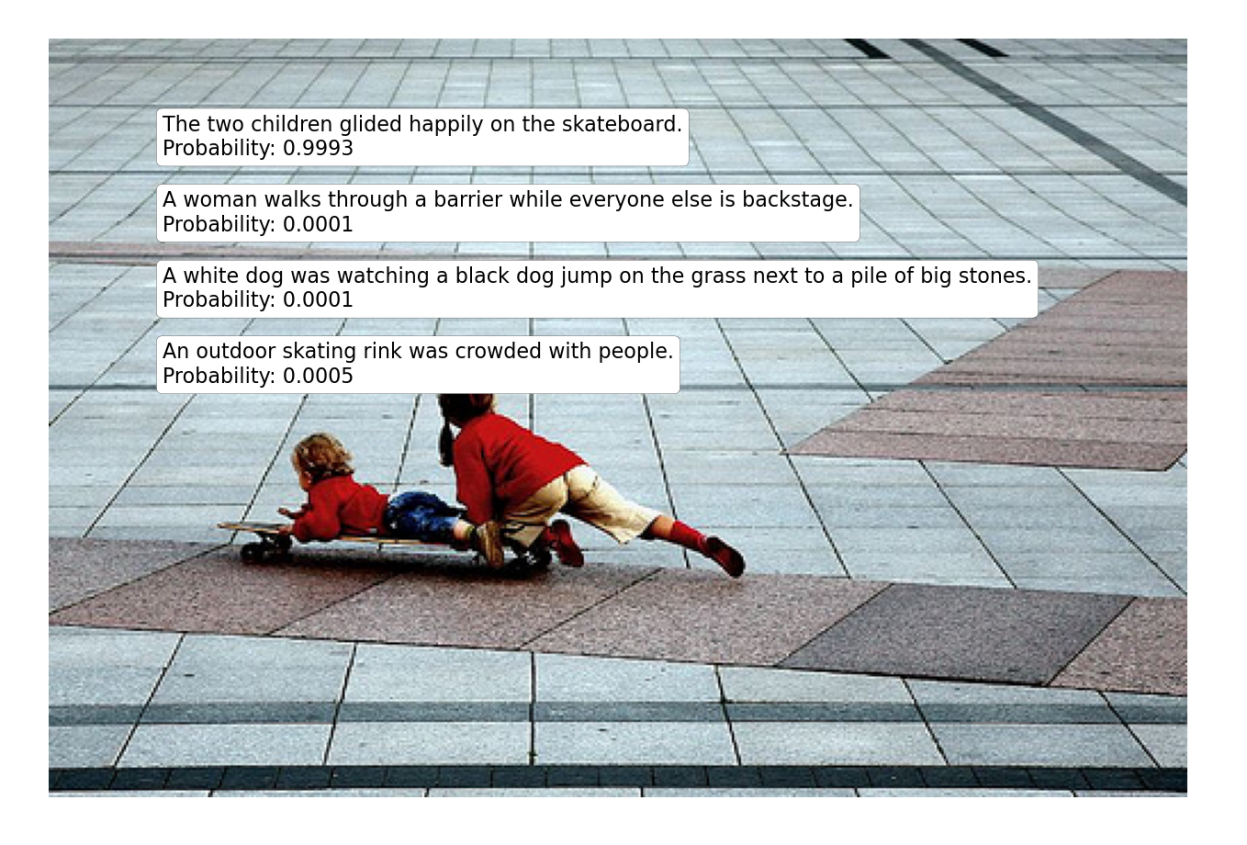 The two children glided happily on the skateboard.
Probability: 0.9993
A woman walks through a barrier while everyone else is backstage.
Probability: 0.0001
A white dog was watching a black dog jump on the grass next to a pile of big stones.
Probability: 0.0001
An outdoor skating rink was crowded with people.
Probability: 0.0005